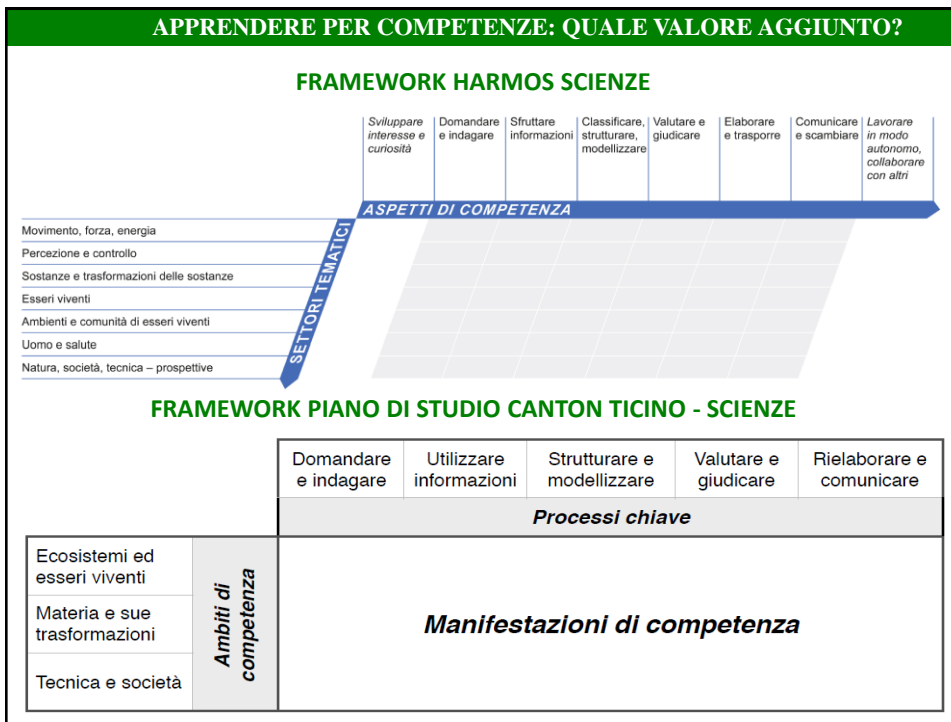 APPRENDERE PER COMPETENZE: QUALE VALORE AGGIUNTO?
FRAMEWORK HARMOS SCIENZE
Sviluppare
interesse e
curiosità
Domandare
e indagare
Sfruttare
informazioni
Classificare,
strutturare,
modellizzare
Valutare e
giudicare
Elaborare
e trasporre
Comunicare
e scambiare
Lavorare
in modo
autonomo,
collaborare
con altri
ASPETTI DI COMPETENZA
SETTORI TEMATICI
Movimento, forza, energia
Percezione e controllo
Sostanze e trasformazioni delle sostanze
Esseri viventi
Ambienti e comunità di esseri viventi
Uomo e salute
Natura, società, tecnica – prospettive
FRAMEWORK PIANO DI STUDIO CANTON TICINO - SCIENZE
Domandare
e indagare
Utilizzare
informazioni
Strutturare e
modellizzare
Valutare e
giudicare
Rielaborare e
comunicare
Processi chiave
Ecosistemi ed
esseri viventi
Materia e sue
trasformazioni
Tecnica e società
Ambiti di
competenza
Manifestazioni di competenza